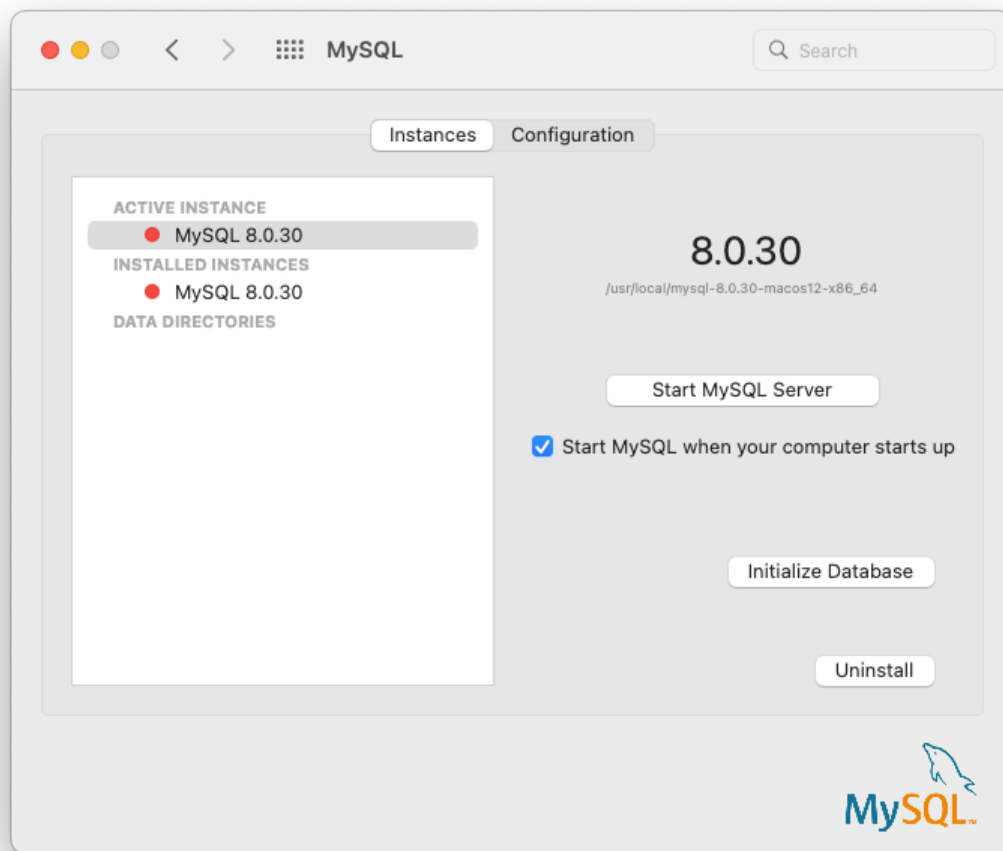 MySQL
Search
Instances
Configuration
ACTIVE INSTANCE
MySQL 8.0.30
INSTALLED INSTANCES
MySQL 8.0.30
DATA DIRECTORIES
8.0.30
/usr/local/mysql-8.0.30-macos12-x86_64
Start MySQL Server
Start MySQL when your computer starts up
Initialize Database
Uninstall
MySQL™